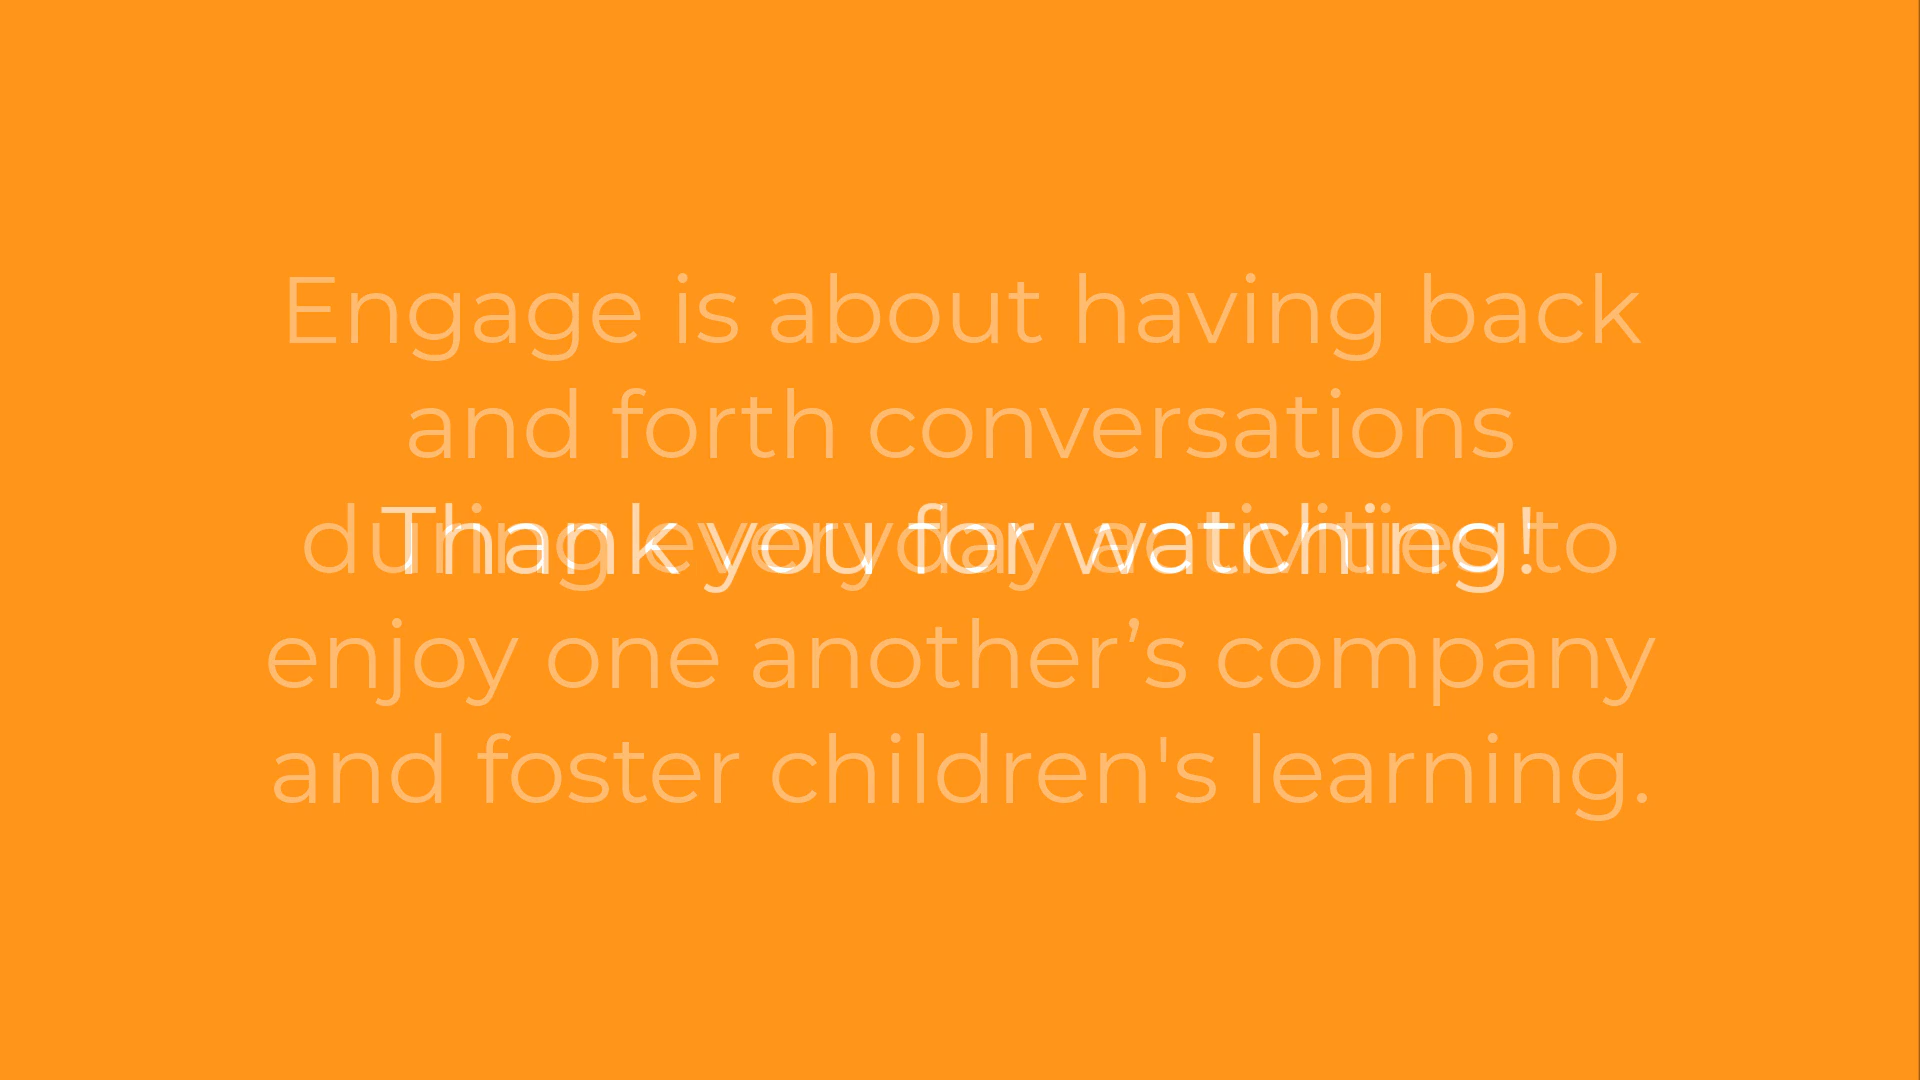 Engage is about having back
and forth conversations
during everyday activities to
Thank you for watching!
enjoy one another’s company
and foster children's learning.